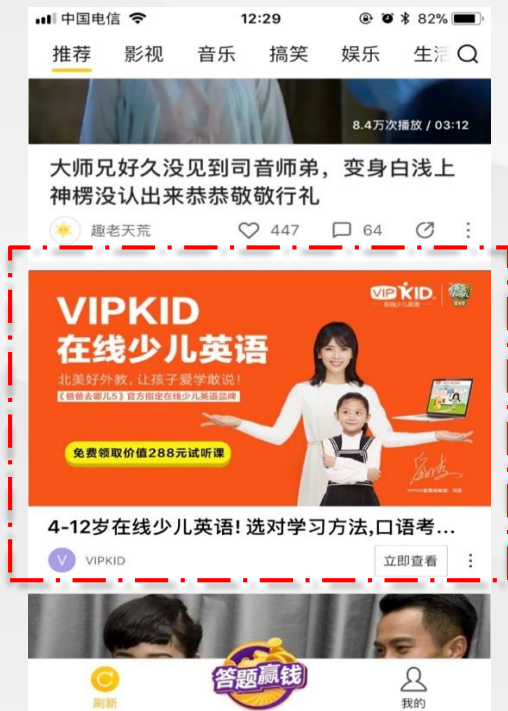 中国电信 12:29 82%
推荐 影视 音乐 搞笑 娱乐 生活
8.4万次播放 / 03:12
大师兄好久没见到司音师弟，变身白浅上
神楞没认出来恭恭敬敬行礼
趣老天荒 447 64
VIPKID
在线少儿英语
VIPKID
在线少儿英语
北美好外教，让孩子爱学敢说！
《爸爸去哪儿5》官方指定在线少儿英语品牌
免费领取价值288元试听课
4-12岁在线少儿英语! 选对学习方法,口语考...
V VIPKID 立即查看
答题赢钱
刷新 我的